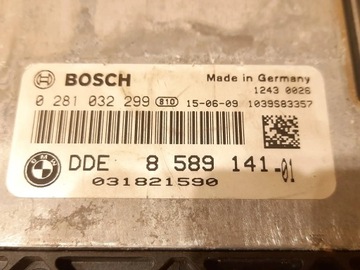 BOSCH
Made in Germany
1243 0026
0 281 032 299 810 15-06-09 1039S83357
BMW
DDE 8 589 141-01
031821590